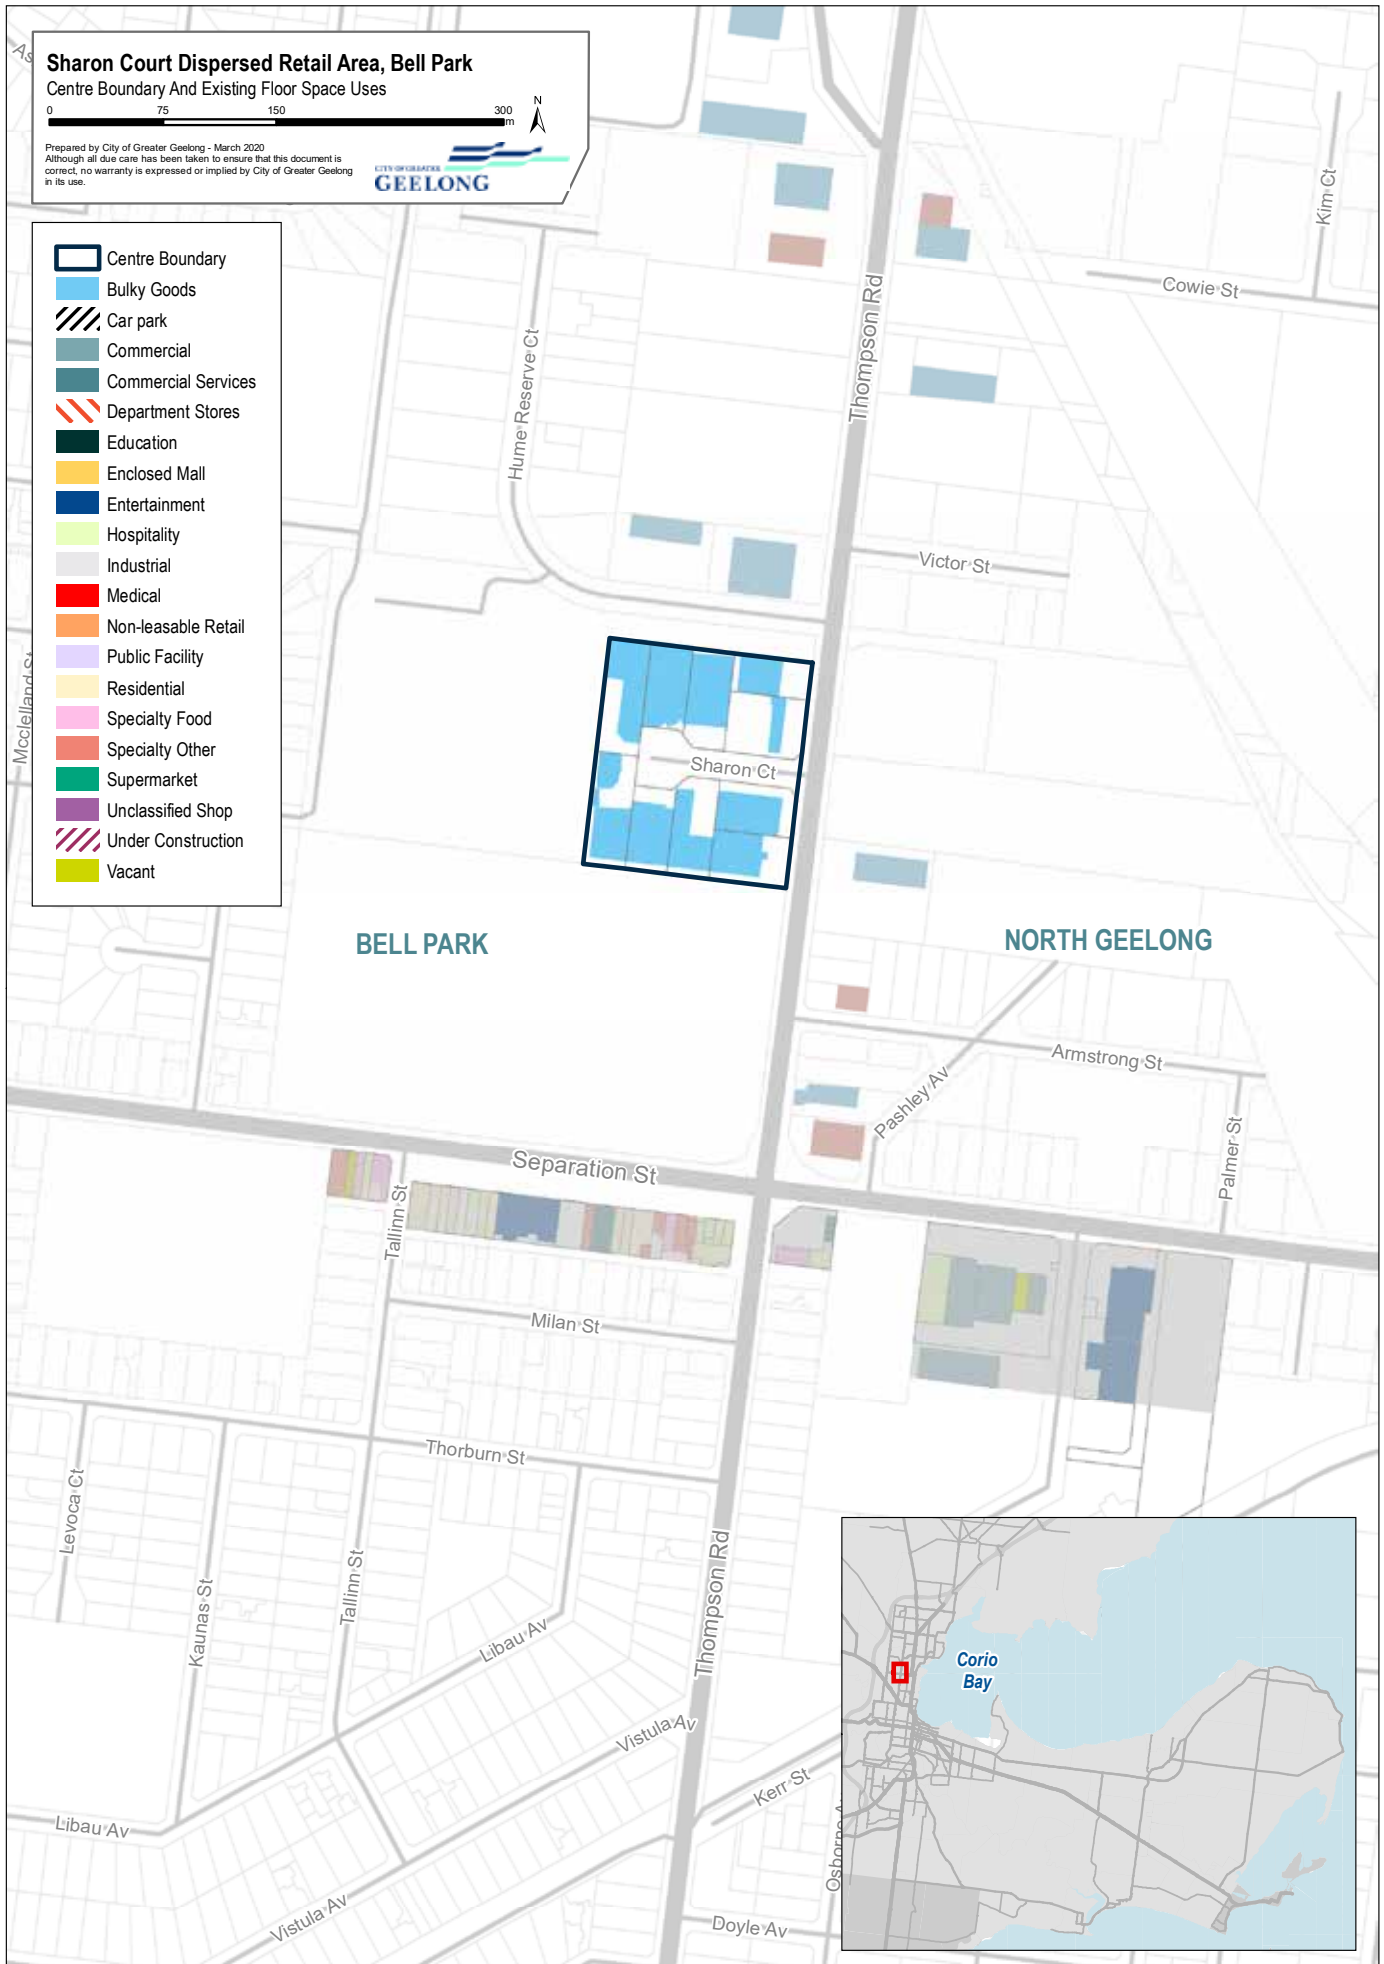 Sharon Court Dispersed Retail Area, Bell Park
Centre Boundary And Existing Floor Space Uses
0 75 150 300
m
N
Prepared by City of Greater Geelong - March 2020
Although all due care has been taken to ensure that this document is
correct, no warranty is expressed or implied by City of Greater Geelong
in its use.
CITY OF GREATER
GEELONG
Centre Boundary
Bulky Goods
Car park
Commercial
Commercial Services
Department Stores
Education
Enclosed Mall
Entertainment
Hospitality
Industrial
Medical
Non-leasable Retail
Public Facility
Residential
Specialty Food
Specialty Other
Supermarket
Unclassified Shop
Under Construction
Vacant
Kim Ct
Cowie St
Thompson Rd
Hume Reserve Ct
Victor St
Mcclelland St
Sharon Ct
BELL PARK
NORTH GEELONG
Armstrong St
Pashley Av
Palmer St
Separation St
Tallinn St
Milan St
Thorburn St
Levoca Ct
Kaunas St
Tallinn St
Libau Av
Thompson Rd
Vistula Av
Kerr St
Libau Av
Vistula Av
Doyle Av
Corio
Bay